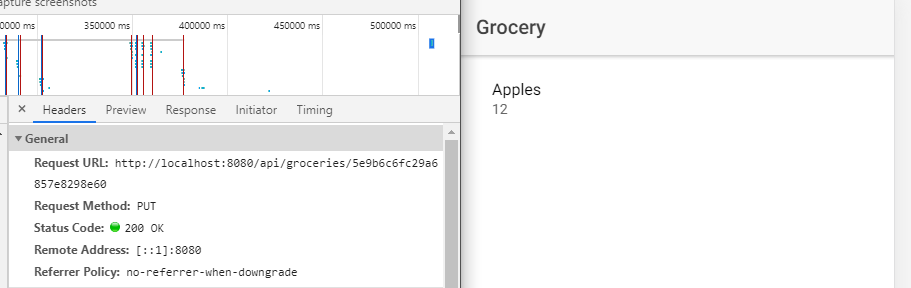 apture screenshots
00000 ms 350000 ms 400000 ms 450000 ms 500000 ms
× Headers Preview Response Initiator Timing
▼ General
Request URL: http://localhost:8080/api/groceries/5e9b6c6fc29a6
857e8298e60
Request Method: PUT
Status Code: 200 OK
Remote Address: [::1]:8080
Referrer Policy: no-referrer-when-downgrade
Grocery
Apples
12